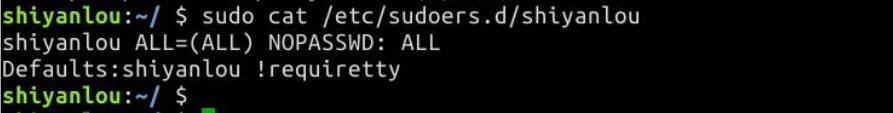 shiyanlou:~/ $ sudo cat /etc/sudoers.d/shiyanlou
shiyanlou ALL=(ALL) NOPASSWD: ALL
Defaults:shiyanlou !requiretty
shiyanlou:~/ $